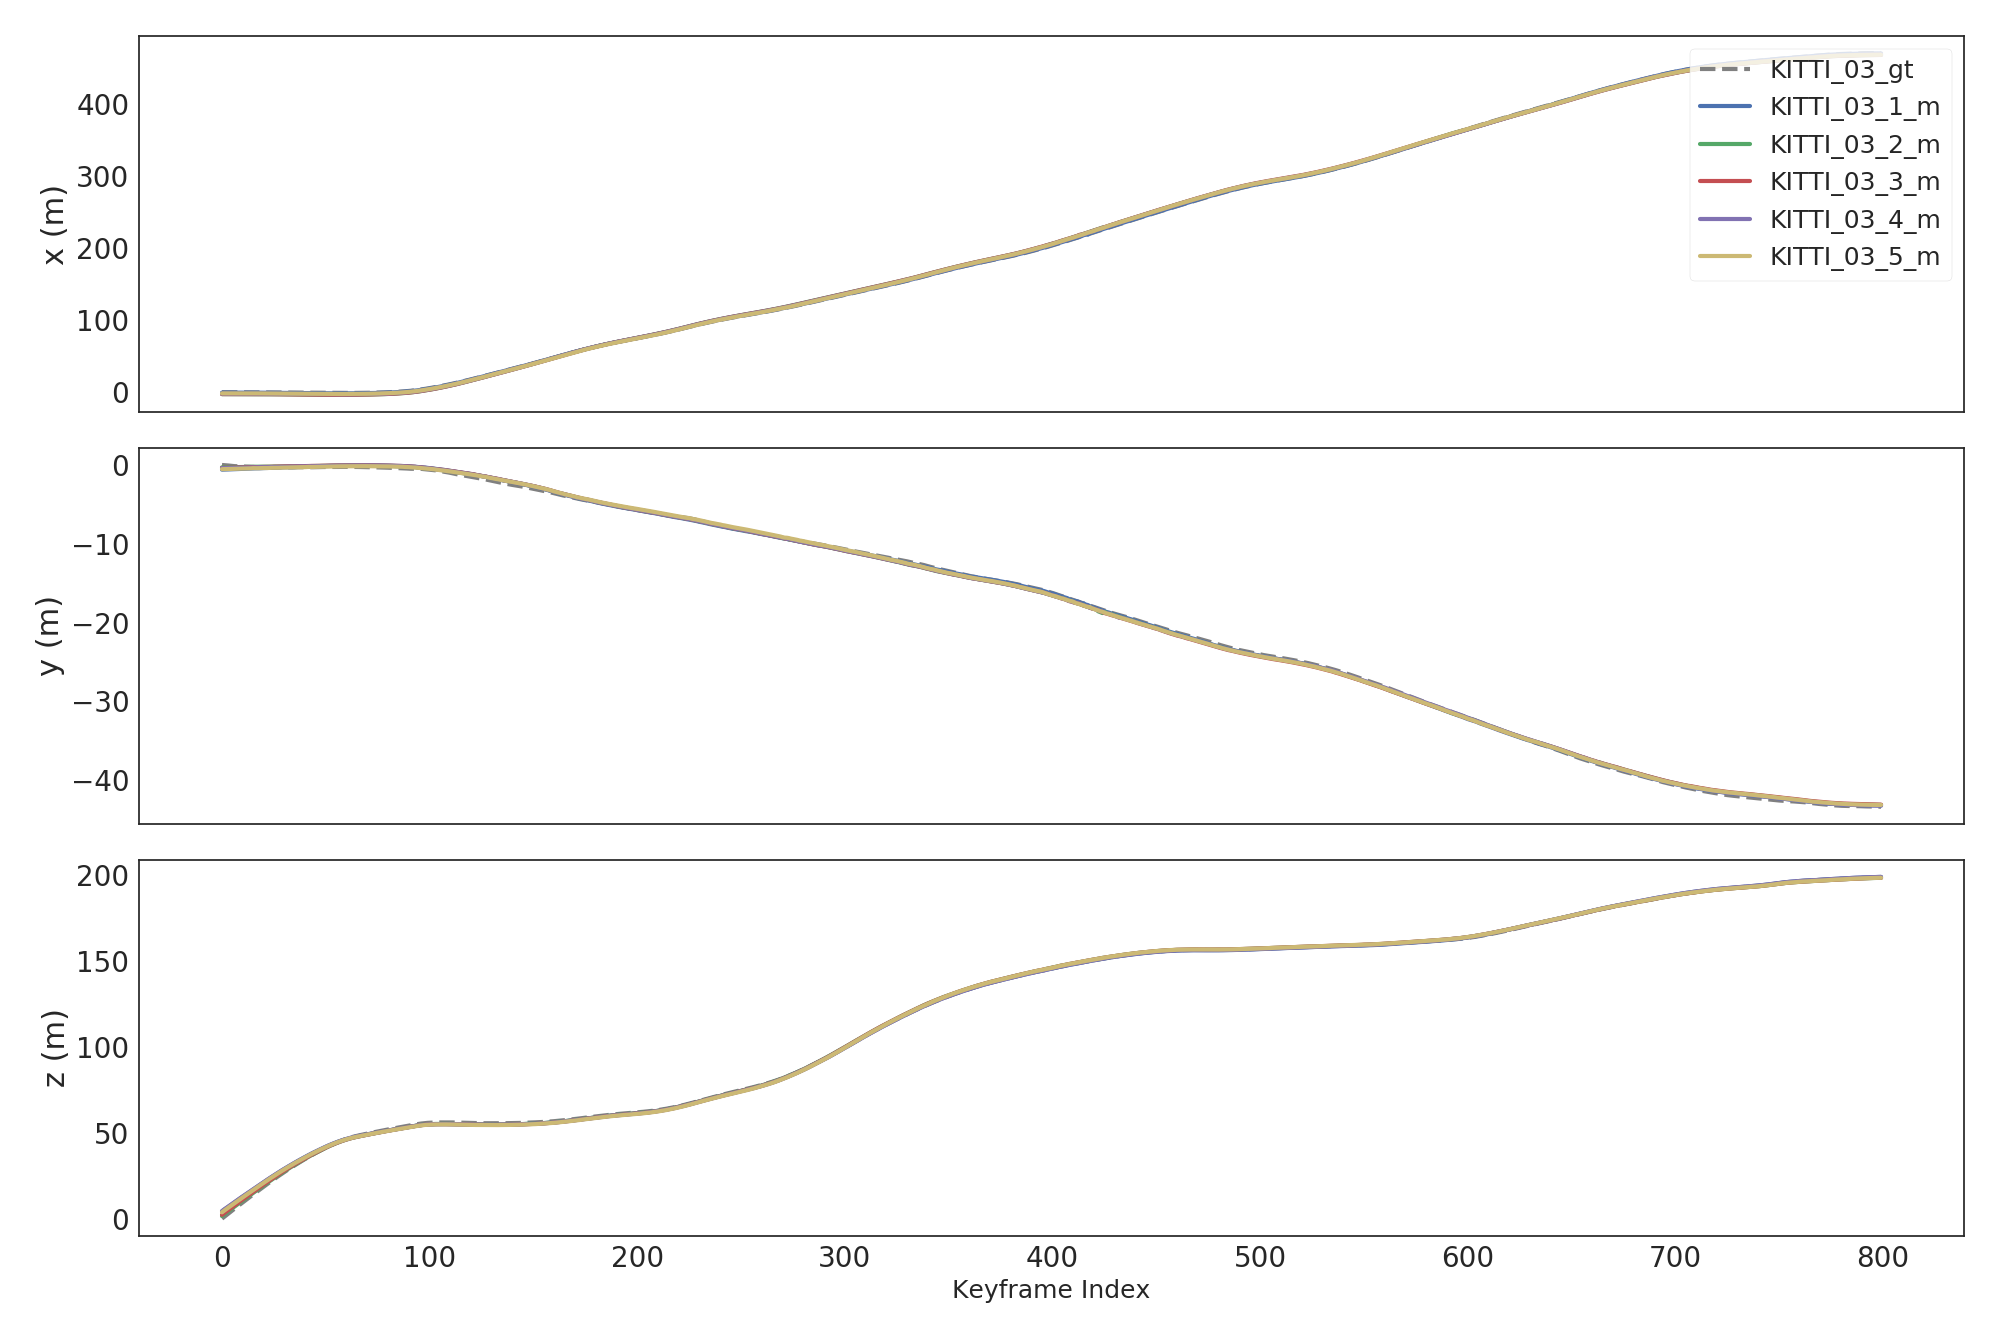 x (m)
400
300
200
100
0
KITTI_03_gt
KITTI_03_1_m
KITTI_03_2_m
KITTI_03_3_m
KITTI_03_4_m
KITTI_03_5_m
y (m)
0
−10
−20
−30
−40
z (m)
200
150
100
50
0
0 100 200 300 400 500 600 700 800
Keyframe Index